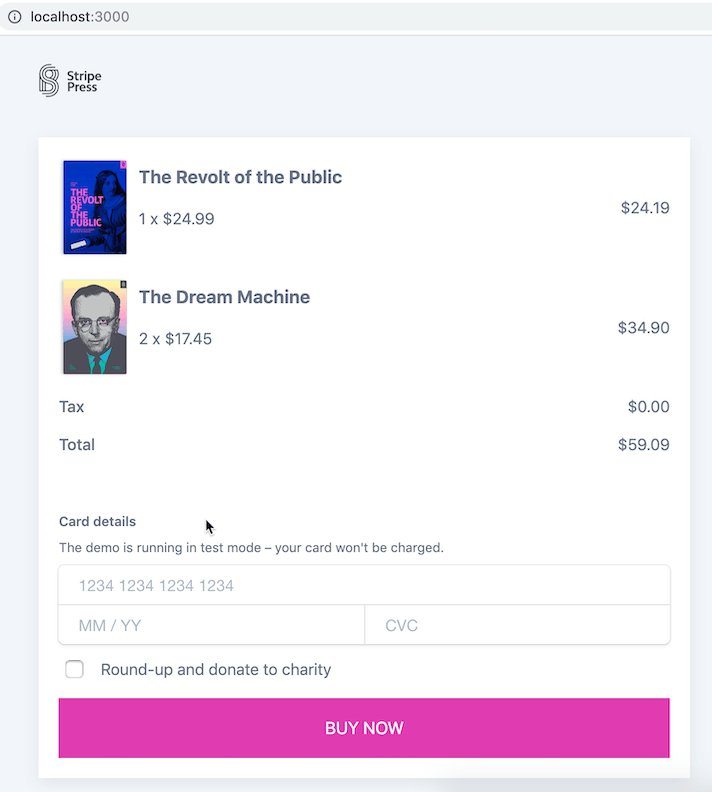 localhost:3000
Stripe
Press
THE
REVOLT
OF
THE
PUBLIC
The Revolt of the Public
1 x $24.99
$24.19
The Dream Machine
2 x $17.45
$34.90
Tax
$0.00
Total
$59.09
Card details
The demo is running in test mode – your card won't be charged.
1234 1234 1234 1234
MM / YY
CVC
Round-up and donate to charity
BUY NOW